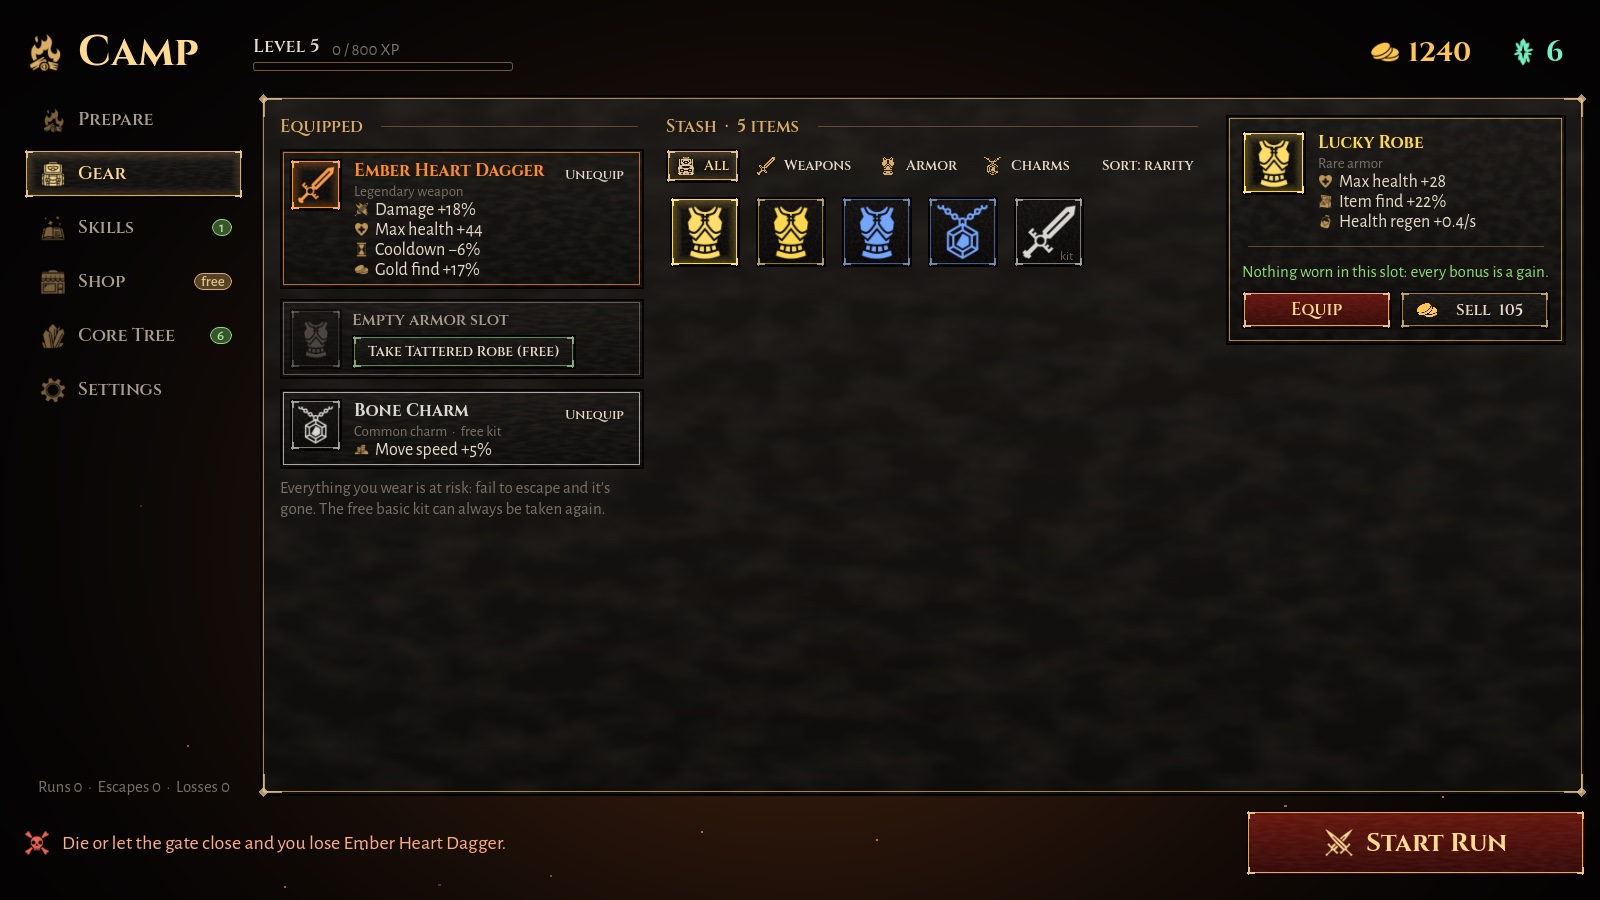 Camp
Level 5 0 / 800 XP
1240
6
Prepare
Gear
Skills 1
Shop free
Core Tree 6
Settings
Runs 0 · Escapes 0 · Losses 0
Equipped
Ember Heart Dagger
Unequip
Legendary weapon
Damage +18%
Max health +44
Cooldown −6%
Gold find +17%
Empty armor slot
Take Tattered Robe (free)
Bone Charm
Unequip
Common charm · free kit
Move speed +5%
Everything you wear is at risk: fail to escape and it's
gone. The free basic kit can always be taken again.
Stash · 5 items
All Weapons Armor Charms Sort: Rarity
kit
Lucky Robe
Rare armor
Max health +28
Item find +22%
Health regen +0.4/s
Nothing worn in this slot: every bonus is a gain.
Equip
Sell 105
Die or let the gate close and you lose Ember Heart Dagger.
Start Run